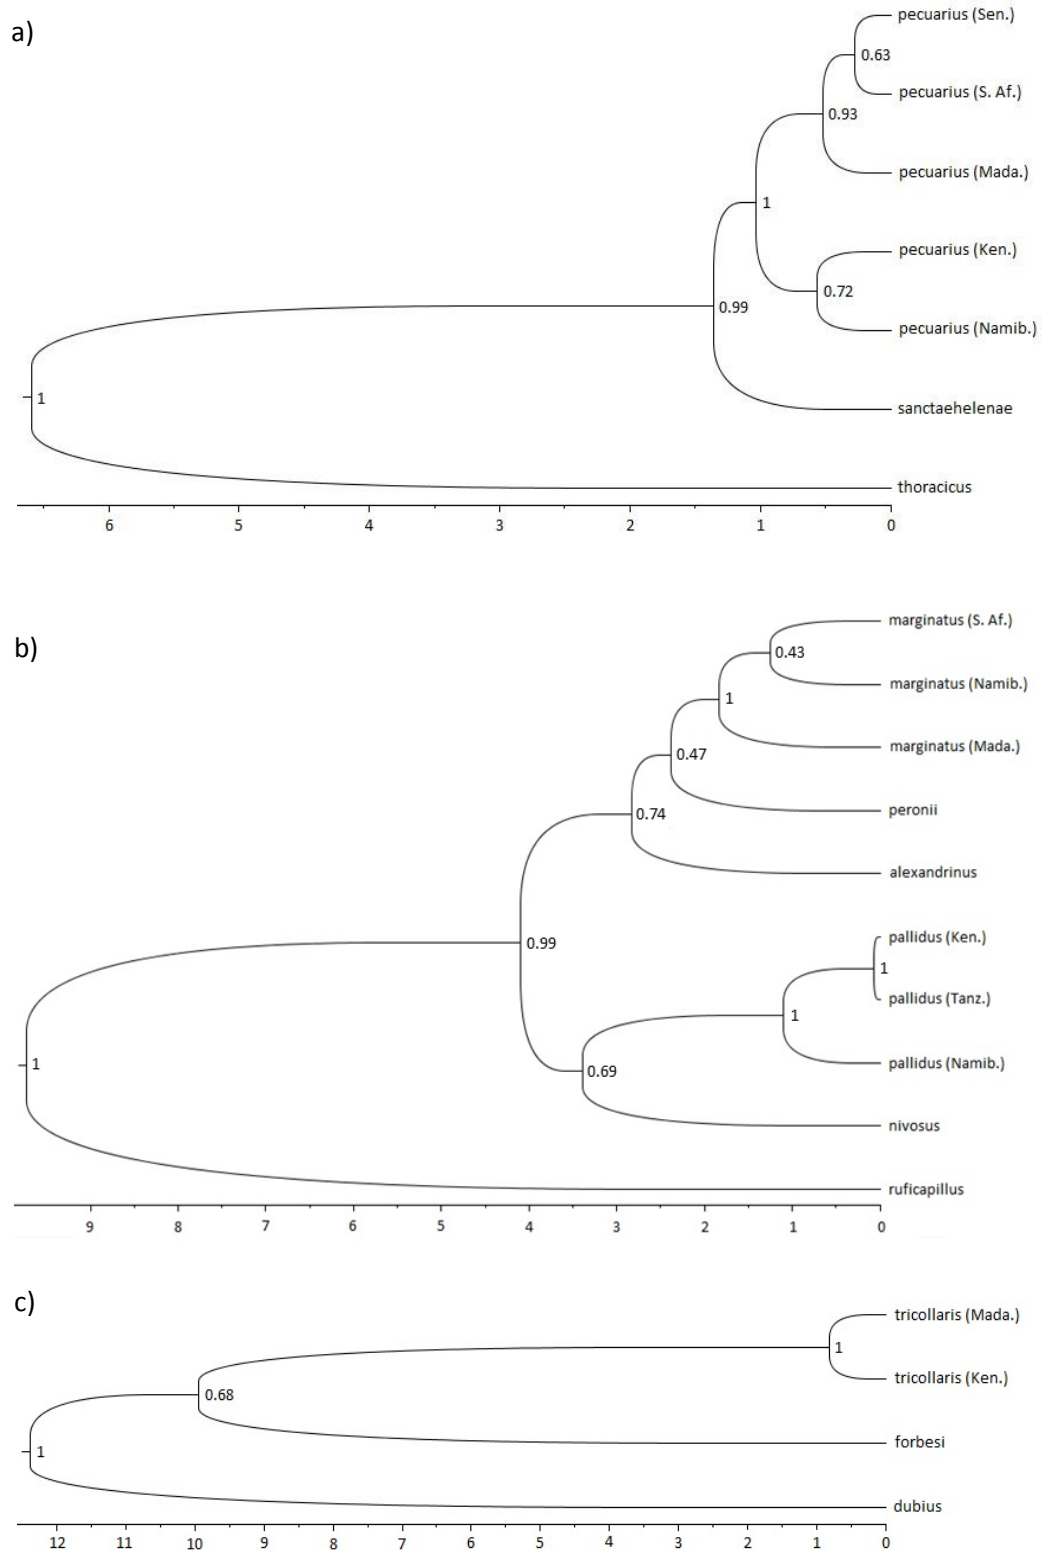 a)
pecuarius (Sen.)
0.63
pecuarius (S. Af.)
0.93
pecuarius (Mada.)
1
pecuarius (Ken.)
0.72
0.99
pecuarius (Namib.)
1
sanctaehelenae
thoracicus
6 5 4 3 2 1 0
b)
marginatus (S. Af.)
0.43
marginatus (Namib.)
1
marginatus (Mada.)
0.47
peronii
0.74
alexandrinus
pallidus (Ken.)
0.99
1
pallidus (Tanz.)
1
pallidus (Namib.)
1
0.69
nivosus
ruficapillus
9 8 7 6 5 4 3 2 1 0
c)
tricollaris (Mada.)
1
tricollaris (Ken.)
0.68
forbesi
1
dubius
12 11 10 9 8 7 6 5 4 3 2 1 0